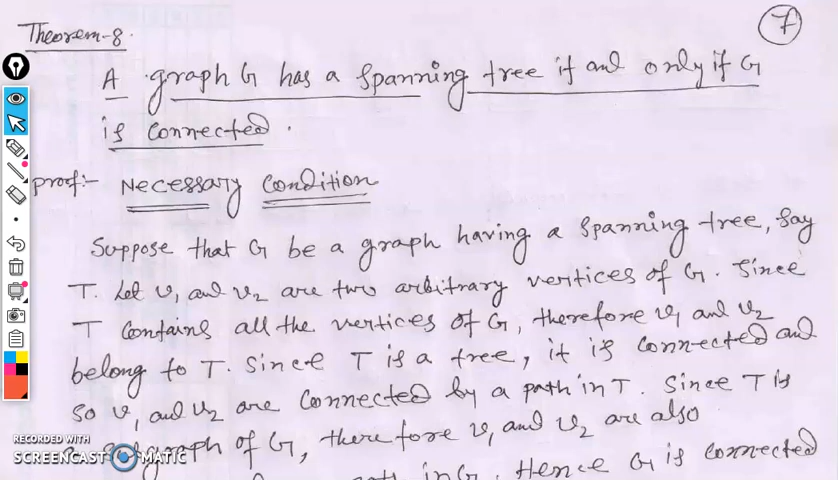 7
Theorem-8.
A graph G has a spanning tree if and only if G
is connected.
proof:- Necessary Condition
Suppose that G be a graph having a spanning tree, say
T. Let v1 and v2 are two arbitrary vertices of G. Since
T contains all the vertices of G, therefore v1 and v2
belong to T. Since T is a tree, it is connected and
so v1 and v2 are connected by a path in T. Since T is
subgraph of G, therefore v1 and v2 are also
in G. Hence G is connected
RECORDED WITH
SCREENCAST MATIC